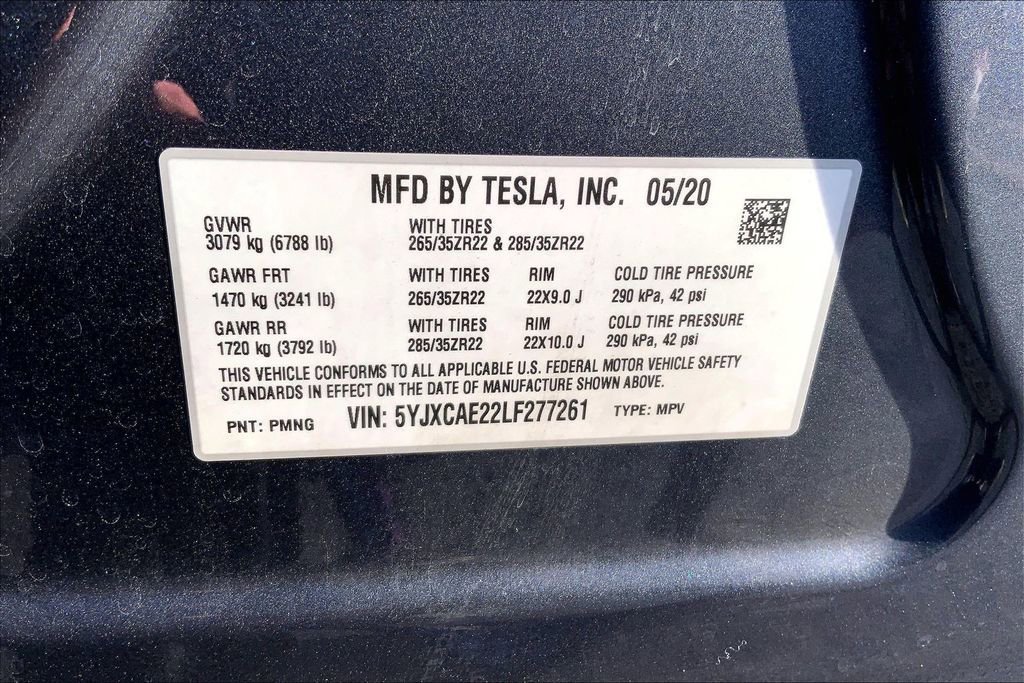 MFD BY TESLA, INC. 05/20
GVWR WITH TIRES
3079 kg (6788 lb) 265/35ZR22 & 285/35ZR22
GAWR FRT WITH TIRES RIM COLD TIRE PRESSURE
1470 kg (3241 lb) 265/35ZR22 22X9.0 J 290 kPa, 42 psi
GAWR RR WITH TIRES RIM COLD TIRE PRESSURE
1720 kg (3792 lb) 285/35ZR22 22X10.0 J 290 kPa, 42 psi
THIS VEHICLE CONFORMS TO ALL APPLICABLE U.S. FEDERAL MOTOR VEHICLE SAFETY
STANDARDS IN EFFECT ON THE DATE OF MANUFACTURE SHOWN ABOVE.
PNT: PMNG VIN: 5YJXCAE22LF277261 TYPE: MPV